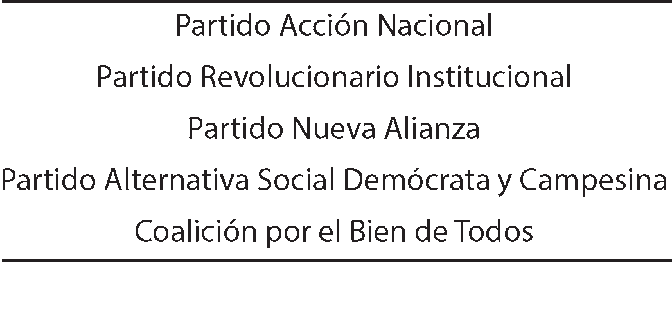 Partido Acción Nacional
Partido Revolucionario Institucional
Partido Nueva Alianza
Partido Alternativa Social Demócrata y Campesina
Coalición por el Bien de Todos